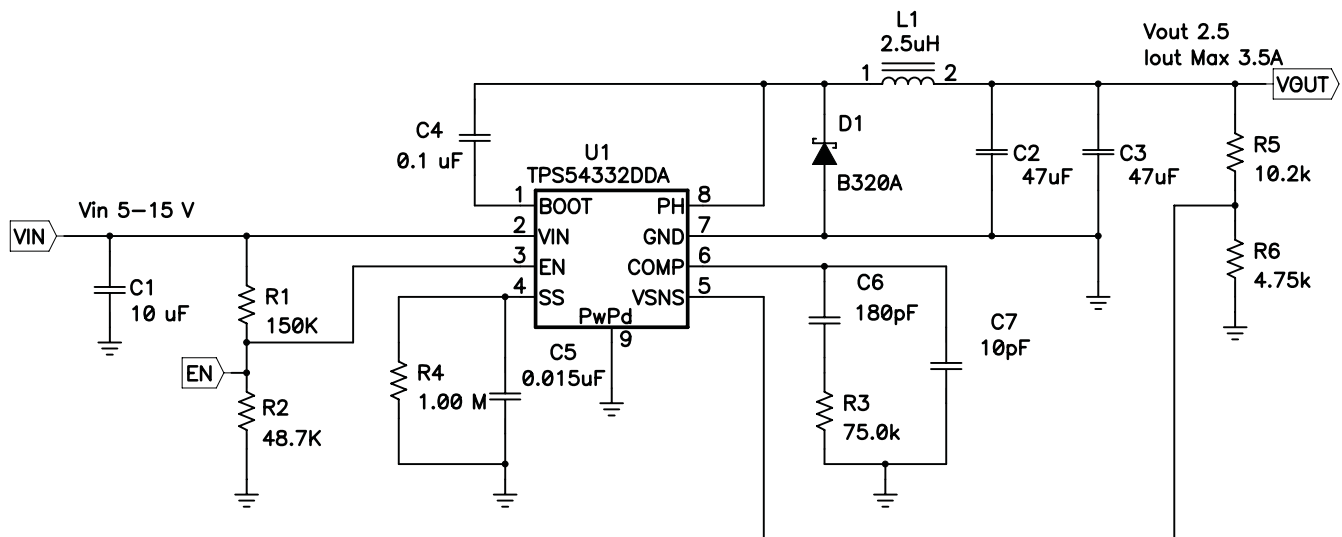 L1
2.5uH
Vout 2.5
Iout Max 3.5A
1
2
VOUT
C4
0.1 uF
D1
B320A
C2
47uF
C3
47uF
R5
10.2k
U1
TPS54332DDA
1
BOOT
PH
8
Vin 5-15 V
VIN
2
VIN
GND
7
3
EN
COMP
6
4
SS
VSNS
5
PwPd
9
C1
10 uF
R1
150K
EN
R2
48.7K
R4
1.00 M
C5
0.015uF
C6
180pF
C7
10pF
R3
75.0k
R6
4.75k